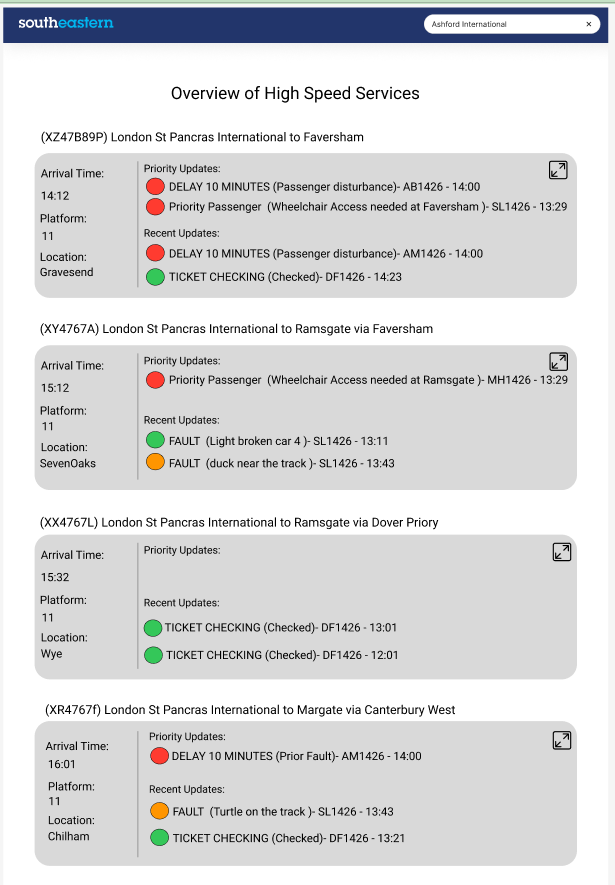 southeastern
Ashford International ×
Overview of High Speed Services
(XZ47B89P) London St Pancras International to Faversham
Arrival Time:
14:12
Platform:
11
Location:
Gravesend
Priority Updates:
DELAY 10 MINUTES (Passenger disturbance)- AB1426 - 14:00
Priority Passenger (Wheelchair Access needed at Faversham )- SL1426 - 13:29
Recent Updates:
DELAY 10 MINUTES (Passenger disturbance)- AM1426 - 14:00
TICKET CHECKING (Checked)- DF1426 - 14:23
(XY4767A) London St Pancras International to Ramsgate via Faversham
Arrival Time:
15:12
Platform:
11
Location:
SevenOaks
Priority Updates:
Priority Passenger (Wheelchair Access needed at Ramsgate )- MH1426 - 13:29
Recent Updates:
FAULT (Light broken car 4 )- SL1426 - 13:11
FAULT (duck near the track )- SL1426 - 13:43
(XX4767L) London St Pancras International to Ramsgate via Dover Priory
Arrival Time:
15:32
Platform:
11
Location:
Wye
Priority Updates:
Recent Updates:
TICKET CHECKING (Checked)- DF1426 - 13:01
TICKET CHECKING (Checked)- DF1426 - 12:01
(XR4767f) London St Pancras International to Margate via Canterbury West
Arrival Time:
16:01
Platform:
11
Location:
Chilham
Priority Updates:
DELAY 10 MINUTES (Prior Fault)- AM1426 - 14:00
Recent Updates:
FAULT (Turtle on the track )- SL1426 - 13:43
TICKET CHECKING (Checked)- DF1426 - 13:21